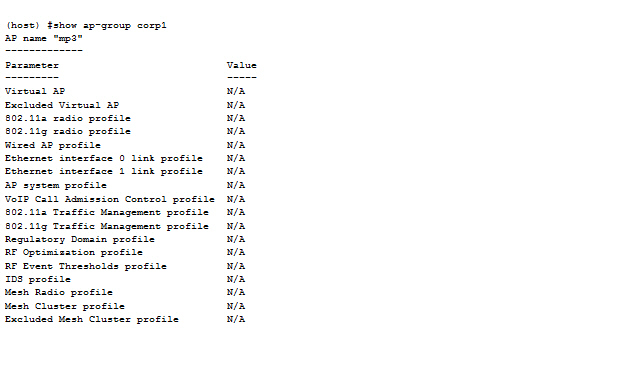 (host) #show ap-group corp1
AP name "mp3"
-------------
Parameter Value
--------- -----
Virtual AP N/A
Excluded Virtual AP N/A
802.11a radio profile N/A
802.11g radio profile N/A
Wired AP profile N/A
Ethernet interface 0 link profile N/A
Ethernet interface 1 link profile N/A
AP system profile N/A
VoIP Call Admission Control profile N/A
802.11a Traffic Management profile N/A
802.11g Traffic Management profile N/A
Regulatory Domain profile N/A
RF Optimization profile N/A
RF Event Thresholds profile N/A
IDS profile N/A
Mesh Radio profile N/A
Mesh Cluster profile N/A
Excluded Mesh Cluster profile N/A